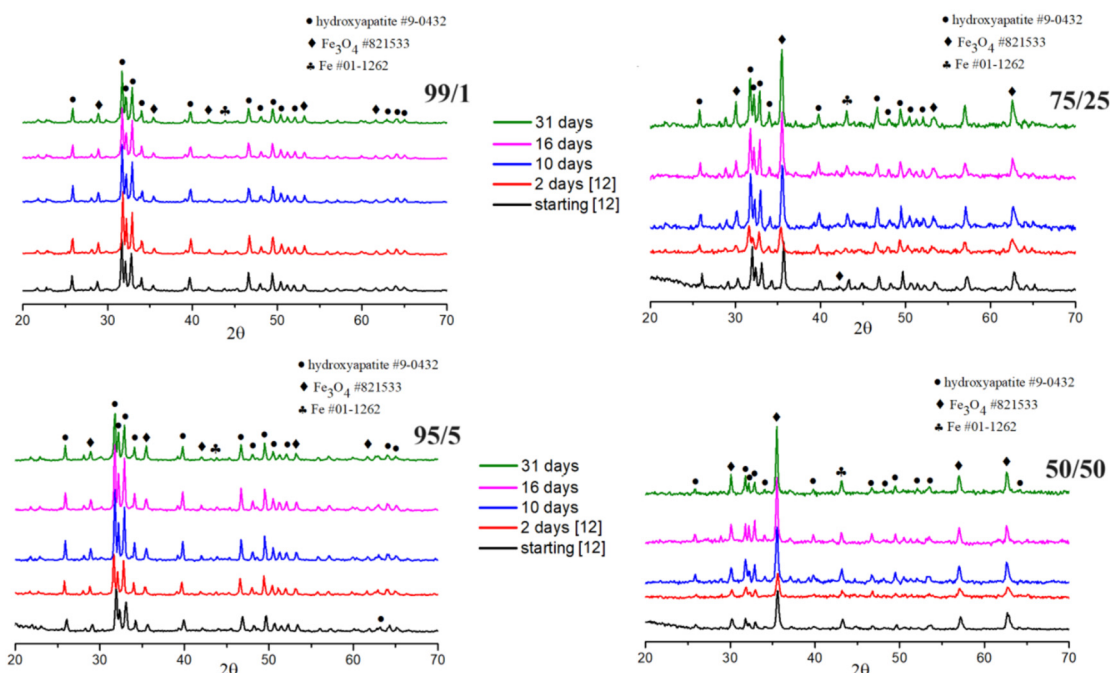 ● hydroxyapatite #9-0432
♦ Fe3O4 #821533
♣ Fe #01-1262
99/1
20 30 40 50 60 70
2θ
31 days
16 days
10 days
2 days [12]
starting [12]
● hydroxyapatite #9-0432
♦ Fe3O4 #821533
♣ Fe #01-1262
75/25
20 30 40 50 60 70
2θ
● hydroxyapatite #9-0432
♦ Fe3O4 #821533
♣ Fe #01-1262
95/5
20 30 40 50 60 70
2θ
31 days
16 days
10 days
2 days [12]
starting [12]
● hydroxyapatite #9-0432
♦ Fe3O4 #821533
♣ Fe #01-1262
50/50
20 30 40 50 60 70
2θ